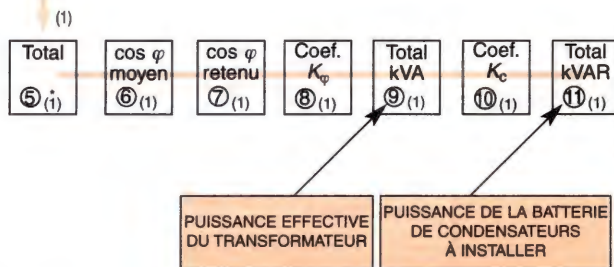 (1)
Total
⑤(1)*
cos φ
moyen
⑥(1)
cos φ
retenu
⑦(1)
Coef.
Kφ
⑧(1)
Total
kVA
⑨(1)
Coef.
Kc
⑩(1)
Total
kVAR
⑪(1)
PUISSANCE EFFECTIVE
DU TRANSFORMATEUR
PUISSANCE DE LA BATTERIE
DE CONDENSATEURS
À INSTALLER